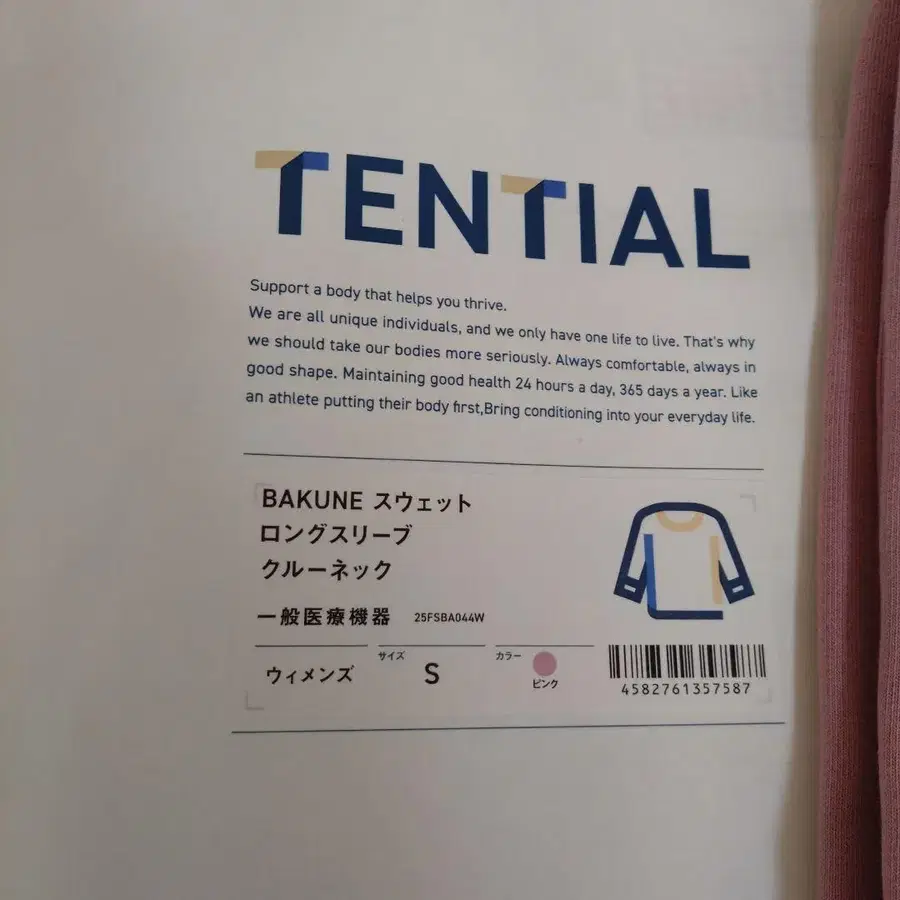 TENTIAL
Support a body that helps you thrive.
We are all unique individuals, and we only have one life to live. That's why
we should take our bodies more seriously. Always comfortable, always in
good shape. Maintaining good health 24 hours a day, 365 days a year. Like
an athlete putting their body first,Bring conditioning into your everyday life.
BAKUNE スウェット
ロングスリーブ
クルーネック
一般医療機器 25FSBA044W
ウィメンズ
サイズ
S
カラー
ピンク
4582761357587